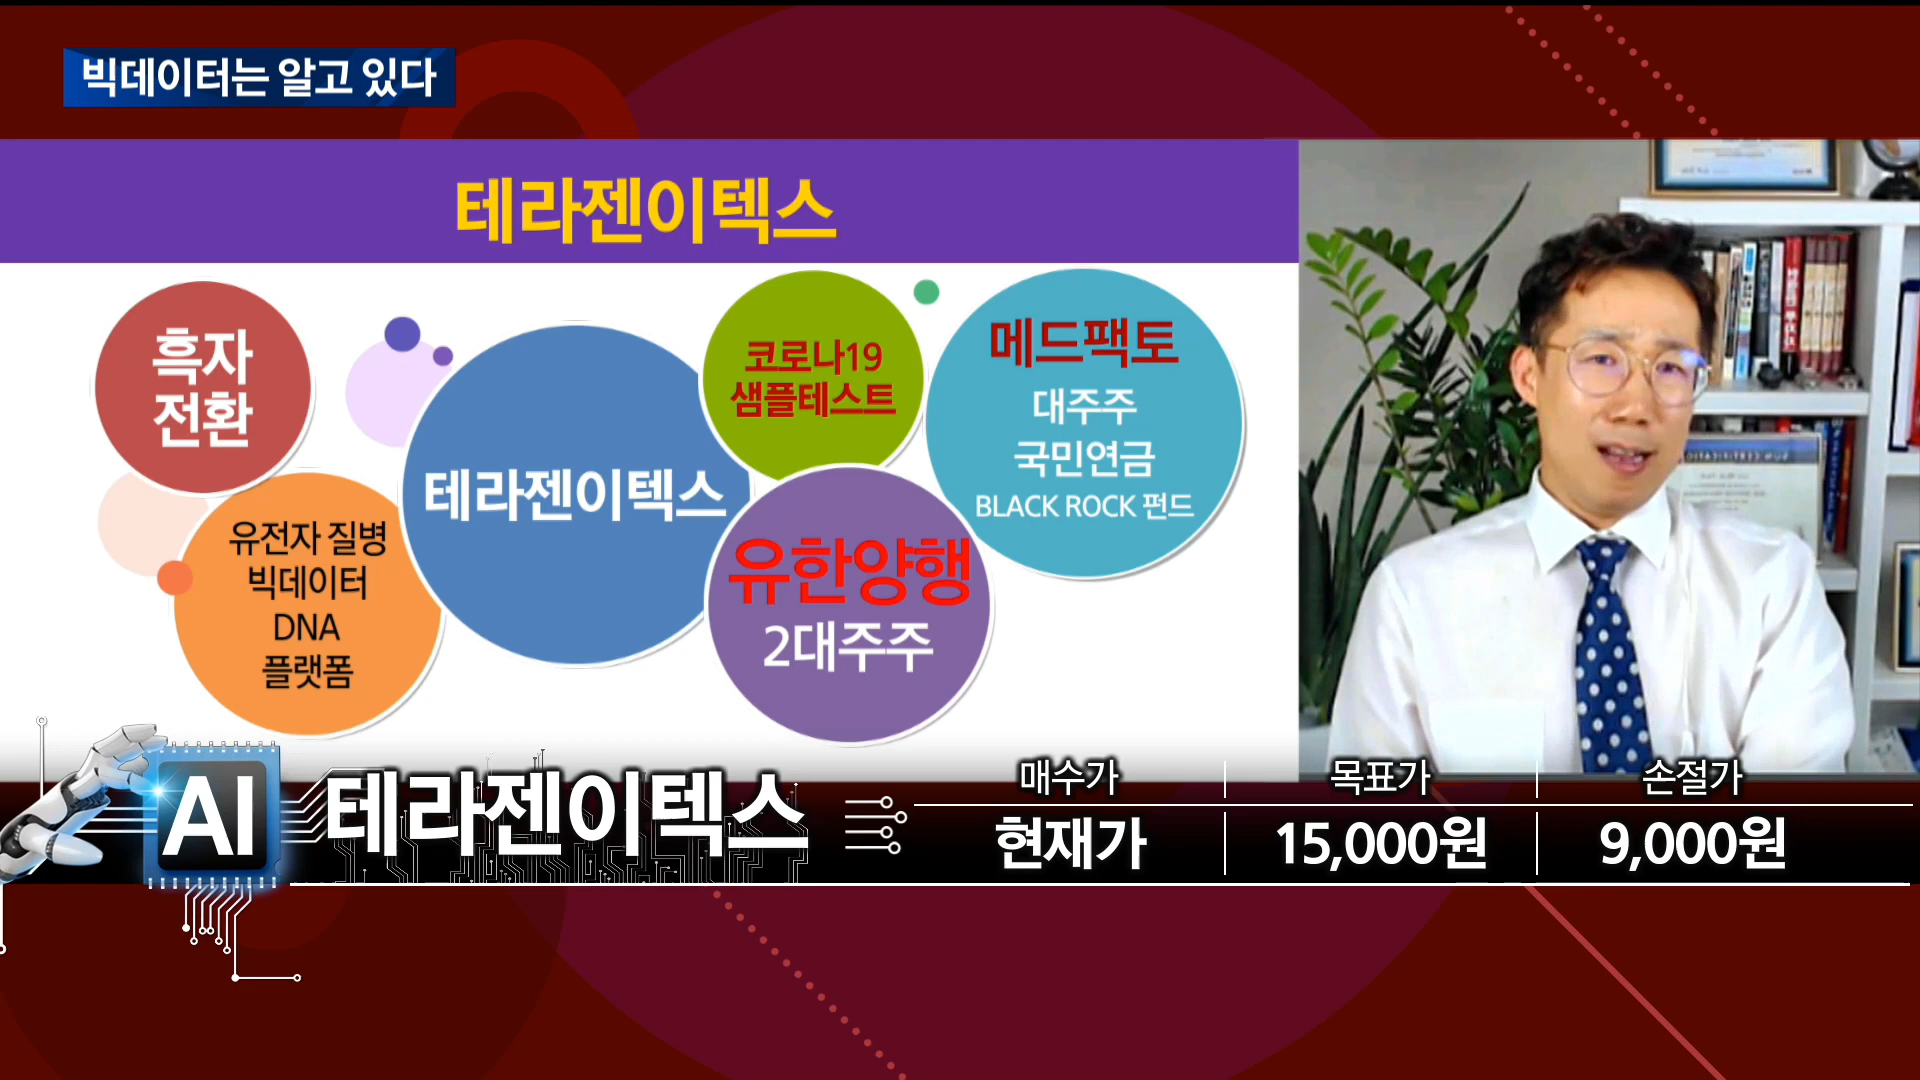 빅데이터는 알고 있다
테라젠이텍스
흑자
전환
유전자 질병
빅데이터
DNA
플랫폼
테라젠이텍스
코로나19
샘플테스트
유한양행
2대주주
메드팩토
대주주
국민연금
BLACK ROCK 펀드
AI
테라젠이텍스
매수가
목표가
손절가
현재가
15,000원
9,000원